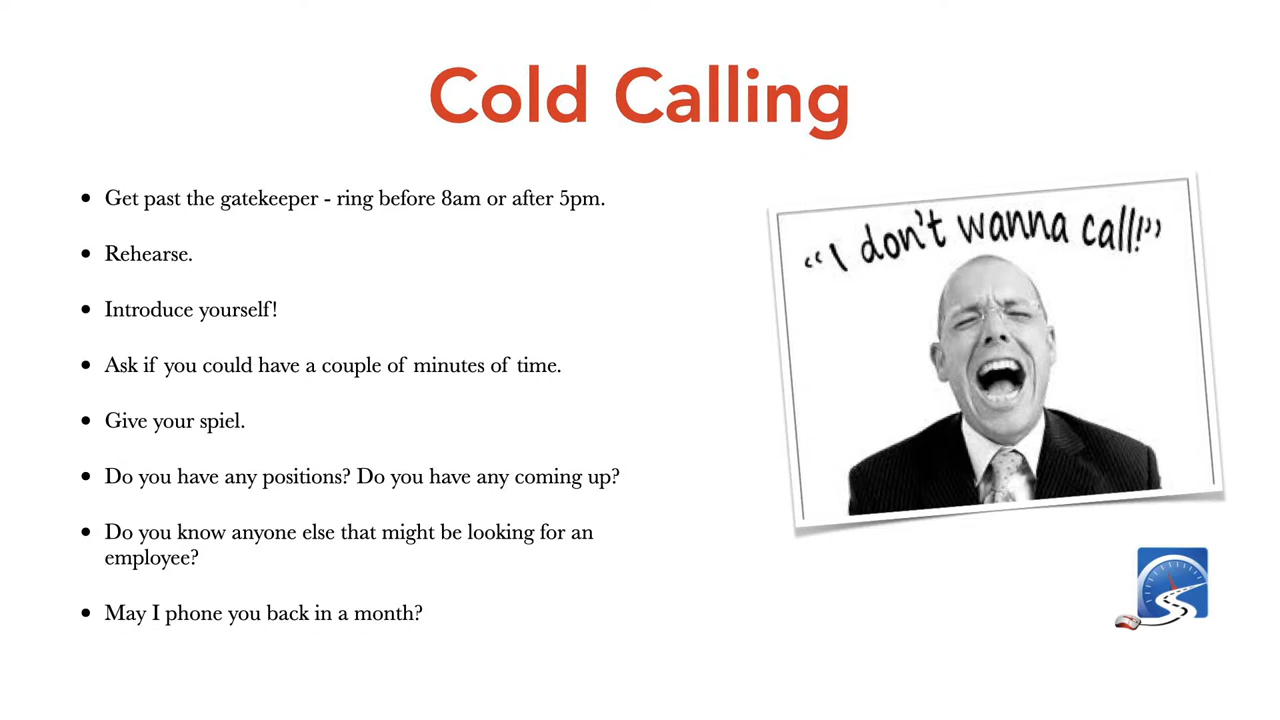 Cold Calling
Get past the gatekeeper - ring before 8am or after 5pm.
Rehearse.
Introduce yourself!
Ask if you could have a couple of minutes of time.
Give your spiel.
Do you have any positions? Do you have any coming up?
Do you know anyone else that might be looking for an
employee?
May I phone you back in a month?
“I don't wanna call!”